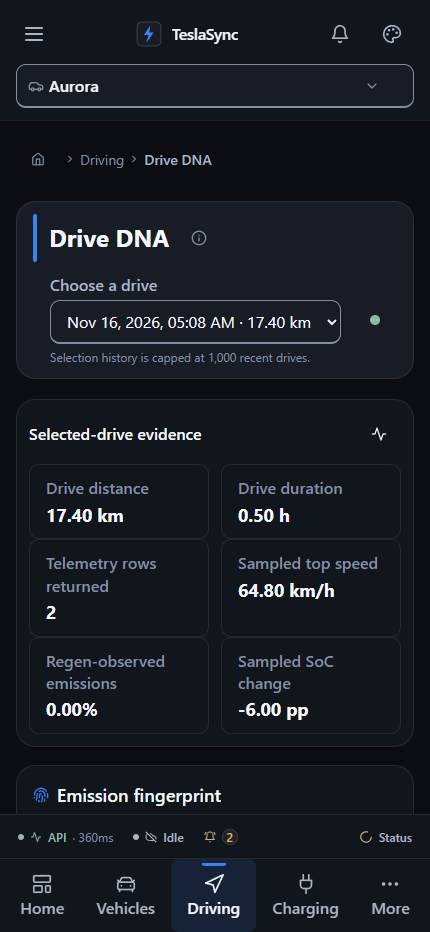 TeslaSync
Aurora
Driving
Drive DNA
Drive DNA
Choose a drive
Nov 16, 2026, 05:08 AM · 17.40 km
Selection history is capped at 1,000 recent drives.
Selected-drive evidence
Drive distance
17.40 km
Drive duration
0.50 h
Telemetry rows
returned
2
Sampled top speed
64.80 km/h
Regen-observed
emissions
0.00%
Sampled SoC
change
-6.00 pp
Emission fingerprint
API · 360ms
Idle
2
Status
Home
Vehicles
Driving
Charging
More